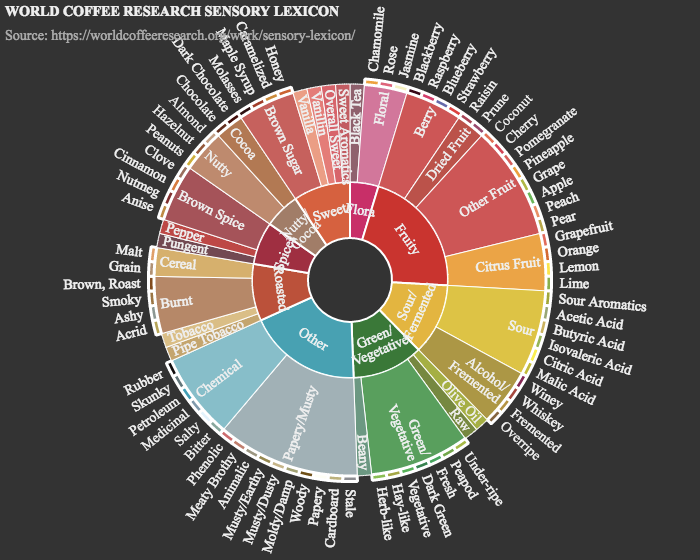 WORLD COFFEE RESEARCH SENSORY LEXICON
Source: https://worldcoffeeresearch.org/work/sensory-lexicon/
Floral
Fruity
Sour/
Fermented
Green/
Vegetative
Other
Roasted
Spices
Nutty/
Cocoa
Sweet
Black Tea
Floral
Berry
Dried Fruit
Other Fruit
Citrus Fruit
Sour
Alcohol/
Fermented
Olive Oil
Raw
Green/
Vegetative
Beany
Papery/Musty
Chemical
Pipe Tobacco
Tobacco
Burnt
Cereal
Pungent
Pepper
Brown Spice
Nutty
Cocoa
Brown Sugar
Vanilla
Vanillin
Overall Sweet
Sweet Aromatics
Chamomile
Rose
Jasmine
Blackberry
Raspberry
Blueberry
Strawberry
Raisin
Prune
Coconut
Cherry
Pomegranate
Pineapple
Grape
Apple
Peach
Pear
Grapefruit
Orange
Lemon
Lime
Sour Aromatics
Acetic Acid
Butyric Acid
Isovaleric Acid
Citric Acid
Malic Acid
Winey
Whiskey
Fermented
Overripe
Under-ripe
Peapod
Fresh
Dark Green
Vegetative
Hay-like
Herb-like
Stale
Cardboard
Papery
Woody
Moldy/Damp
Musty/Dusty
Musty/Earthy
Animalic
Meaty Brothy
Phenolic
Bitter
Salty
Medicinal
Petroleum
Skunky
Rubber
Acrid
Ashy
Smoky
Brown, Roast
Grain
Malt
Anise
Nutmeg
Cinnamon
Clove
Peanuts
Hazelnut
Almond
Chocolate
Dark Chocolate
Molasses
Maple Syrup
Caramelized
Honey